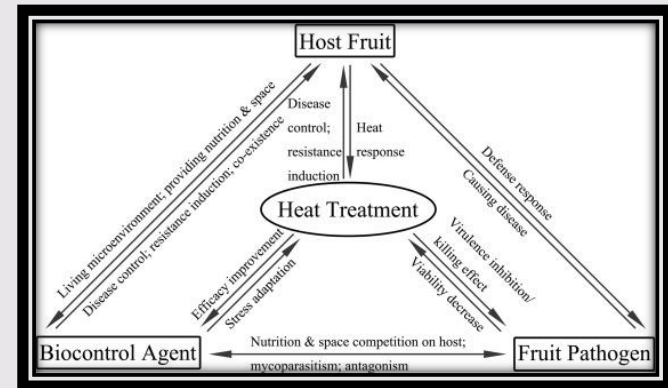 Host Fruit
Living microenvironment; providing nutrition & space
Disease control; resistance induction; co-existence
Disease
control;
resistance
induction
Heat
response
Defense response
Causing disease
Heat Treatment
Efficacy improvement
Stress adaptation
Virulence inhibition/
killing effect
Viability decrease
Biocontrol Agent
Nutrition & space competition on host;
mycoparasitism; antagonism
Fruit Pathogen